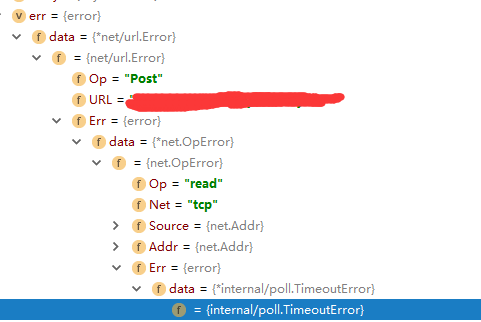 v err = {error}
f data = {*net/url.Error}
f = {net/url.Error}
f Op = "Post"
f URL = "
f Err = {error}
f data = {*net.OpError}
f = {net.OpError}
f Op = "read"
f Net = "tcp"
f Source = {net.Addr}
f Addr = {net.Addr}
f Err = {error}
f data = {*internal/poll.TimeoutError}
f = {internal/poll.TimeoutError}